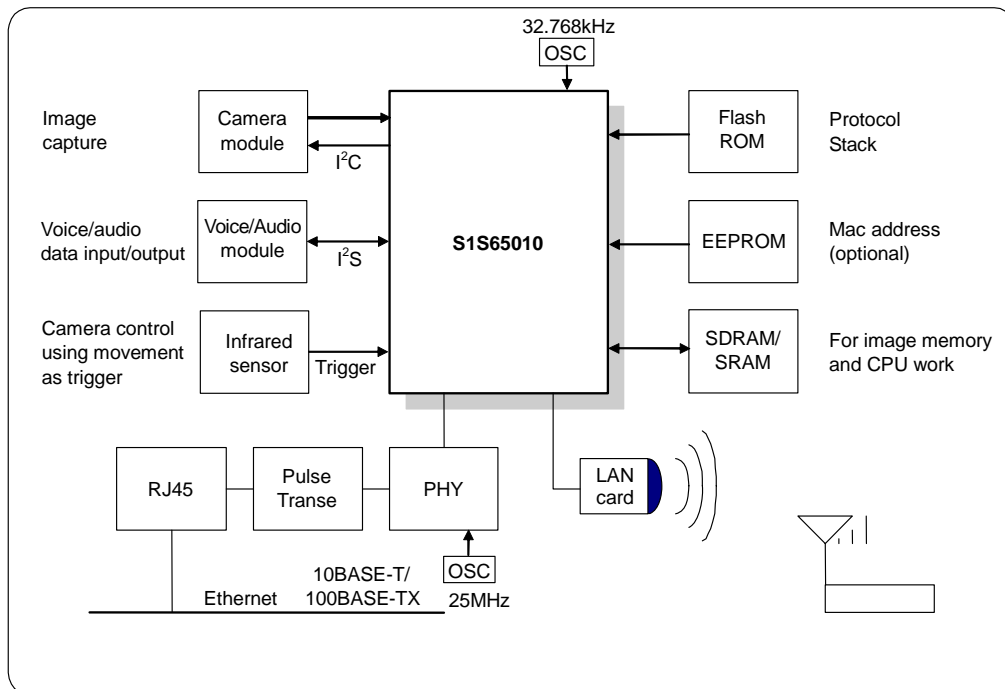 32.768kHz
OSC
Image
capture
Camera
module
I²C
Flash
ROM
Protocol
Stack
Voice/audio
data input/output
Voice/Audio
module
I²S
S1S65010
EEPROM
Mac address
(optional)
Camera control
using movement
as trigger
Infrared
sensor
Trigger
SDRAM/
SRAM
For image memory
and CPU work
RJ45
Pulse
Transe
PHY
LAN
card
OSC
25MHz
Ethernet
10BASE-T/
100BASE-TX